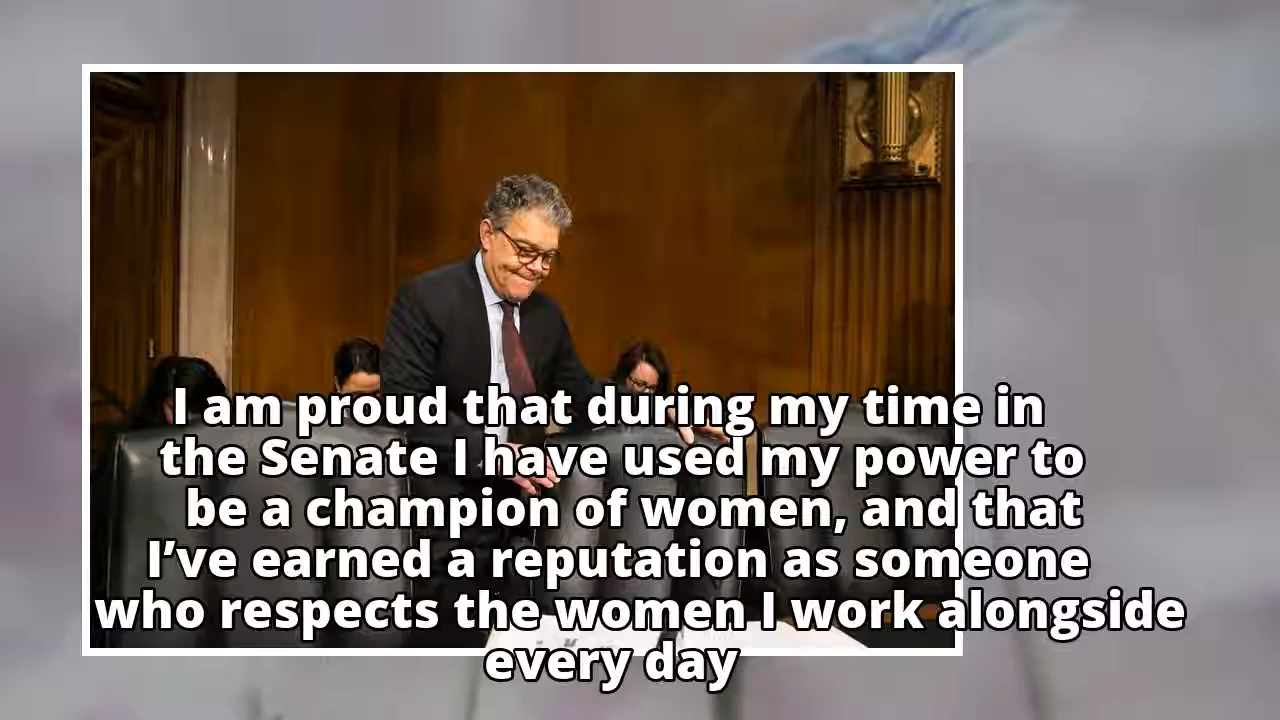 I am proud that during my time in
the Senate I have used my power to
be a champion of women, and that
I’ve earned a reputation as someone
who respects the women I work alongside
every day